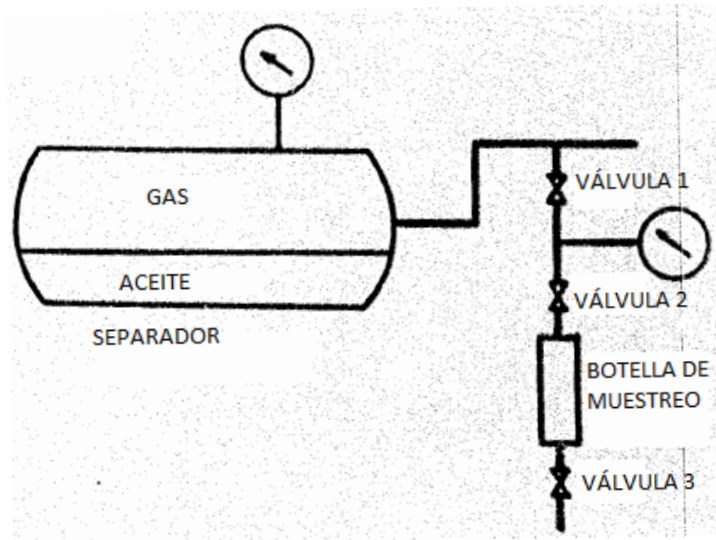 GAS
ACEITE
SEPARADOR
VÁLVULA 1
VÁLVULA 2
BOTELLA DE
MUESTREO
VÁLVULA 3